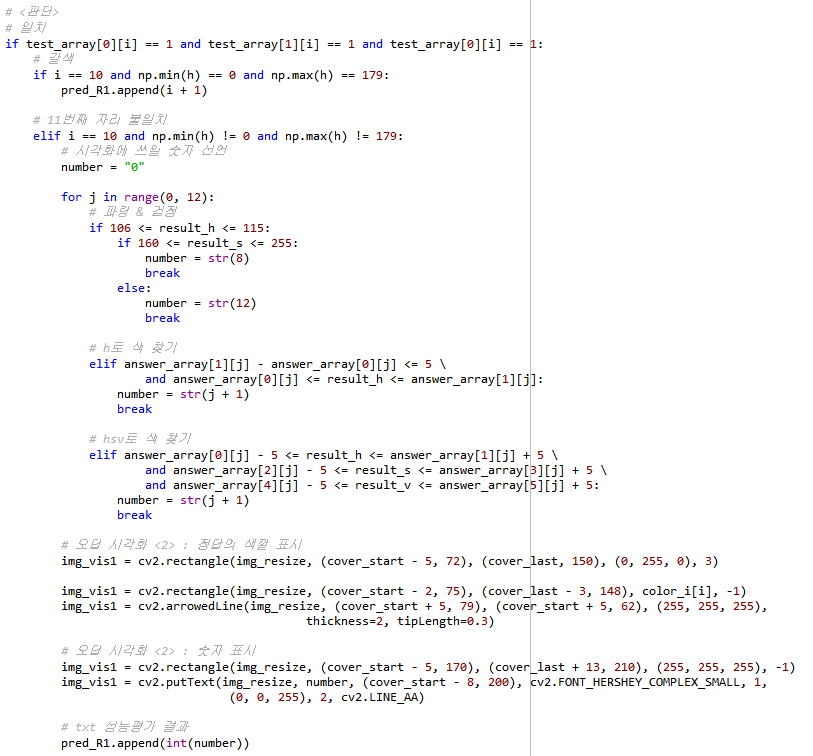 # <판단>
# 일치
if test_array[0][i] == 1 and test_array[1][i] == 1 and test_array[0][i] == 1:
    # 갈색
    if i == 10 and np.min(h) == 0 and np.max(h) == 179:
        pred_R1.append(i + 1)

    # 11번째 자리 불일치
    elif i == 10 and np.min(h) != 0 and np.max(h) != 179:
        # 시각화에 쓰일 숫자 선언
        number = "0"

        for j in range(0, 12):
            # 파랑 & 검정
            if 106 <= result_h <= 115:
                if 160 <= result_s <= 255:
                    number = str(8)
                    break
                else:
                    number = str(12)
                    break

            # h로 색 찾기
            elif answer_array[1][j] - answer_array[0][j] <= 5 \
                    and answer_array[0][j] <= result_h <= answer_array[1][j]:
                number = str(j + 1)
                break

            # hsv로 색 찾기
            elif answer_array[0][j] - 5 <= result_h <= answer_array[1][j] + 5 \
                    and answer_array[2][j] - 5 <= result_s <= answer_array[3][j] + 5 \
                    and answer_array[4][j] - 5 <= result_v <= answer_array[5][j] + 5:
                number = str(j + 1)
                break

        # 오답 시각화 <2> : 정답의 색깔 표시
        img_vis1 = cv2.rectangle(img_resize, (cover_start - 5, 72), (cover_last, 150), (0, 255, 0), 3)

        img_vis1 = cv2.rectangle(img_resize, (cover_start - 2, 75), (cover_last - 3, 148), color_i[i], -1)
        img_vis1 = cv2.arrowedLine(img_resize, (cover_start + 5, 79), (cover_start + 5, 62), (255, 255, 255),
                                   thickness=2, tipLength=0.3)

        # 오답 시각화 <2> : 숫자 표시
        img_vis1 = cv2.rectangle(img_resize, (cover_start - 5, 170), (cover_last + 13, 210), (255, 255, 255), -1)
        img_vis1 = cv2.putText(img_resize, number, (cover_start - 8, 200), cv2.FONT_HERSHEY_COMPLEX_SMALL, 1,
                                (0, 0, 255), 2, cv2.LINE_AA)

        # txt 성능평가 결과
        pred_R1.append(int(number))